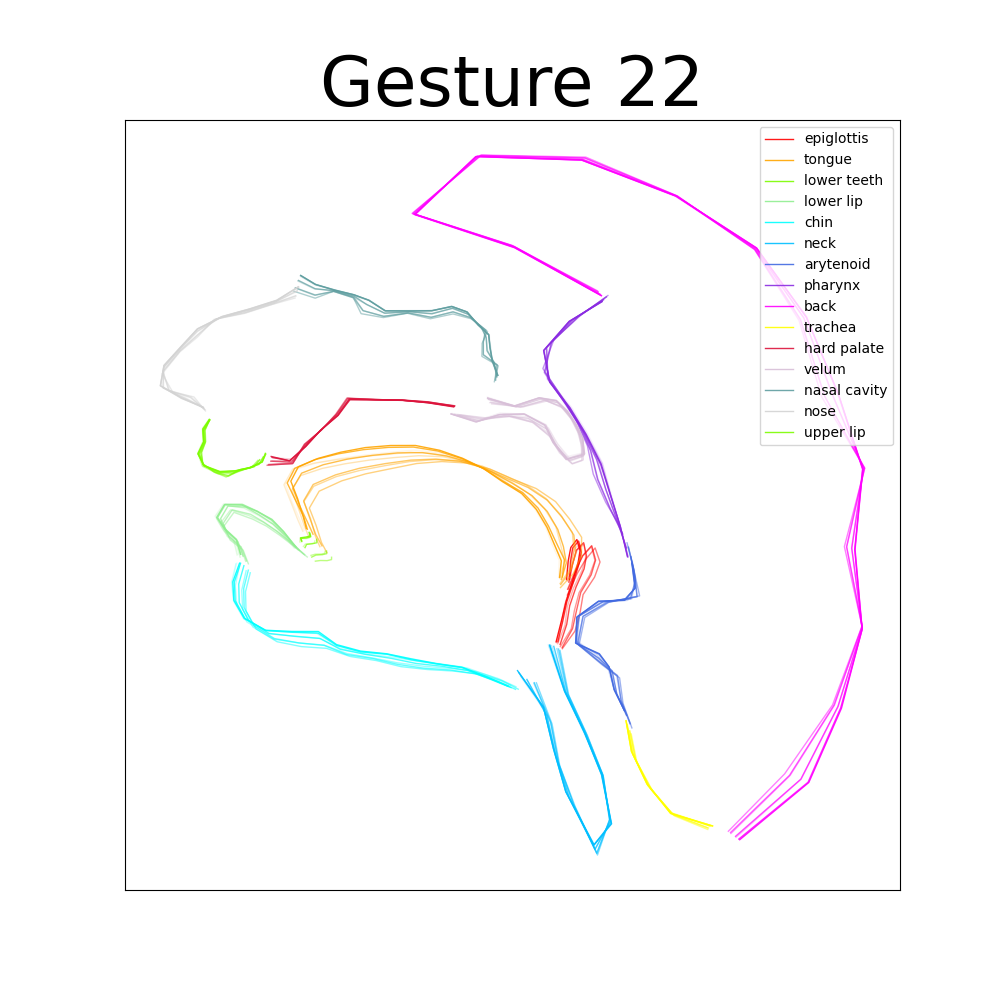 Gesture 22
epiglottis
tongue
lower teeth
lower lip
chin
neck
arytenoid
pharynx
back
trachea
hard palate
velum
nasal cavity
nose
upper lip